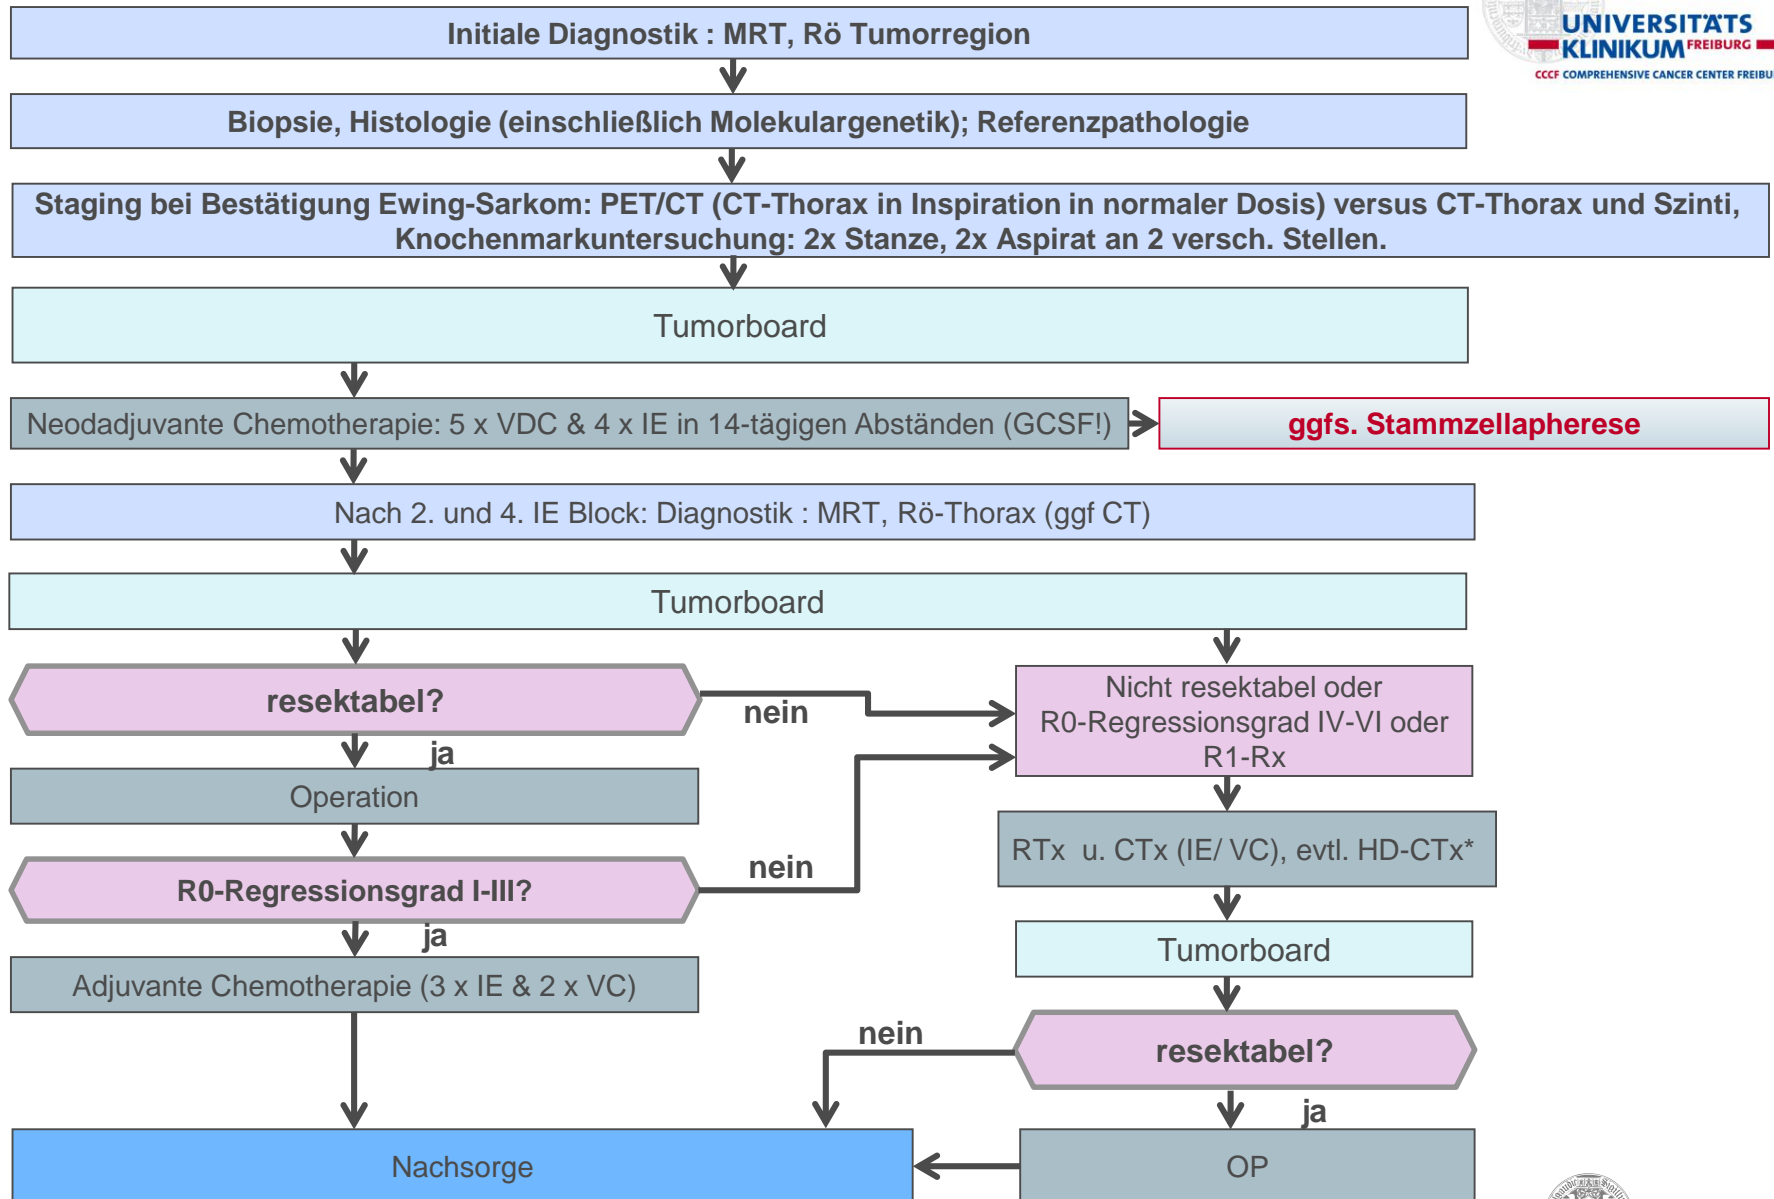 Initiale Diagnostik : MRT, Rö Tumorregion
UNIVERSITÄTS
KLINIKUM FREIBURG
CCCF COMPREHENSIVE CANCER CENTER
Biopsie, Histologie (einschließlich Molekulargenetik); Referenzpathologie
Staging bei Bestätigung Ewing-Sarkom: PET/CT (CT-Thorax in Inspiration in normaler Dosis) versus CT-Thorax und Szinti,
Knochenmarkuntersuchung: 2x Stanze, 2x Aspirat an 2 versch. Stellen.
Tumorboard
Neodadjuvante Chemotherapie: 5 x VDC & 4 x IE in 14-tägigen Abständen (GCSF!)
ggfs. Stammzellapherese
Nach 2. und 4. IE Block: Diagnostik : MRT, Rö-Thorax (ggf CT)
Tumorboard
resektabel?
nein
Nicht resektabel oder
R0-Regressionsgrad IV-VI oder
R1-Rx
ja
Operation
RTx u. CTx (IE/ VC), evtl. HD-CTx*
nein
R0-Regressionsgrad I-III?
ja
Tumorboard
Adjuvante Chemotherapie (3 x IE & 2 x VC)
nein
resektabel?
ja
Nachsorge
OP